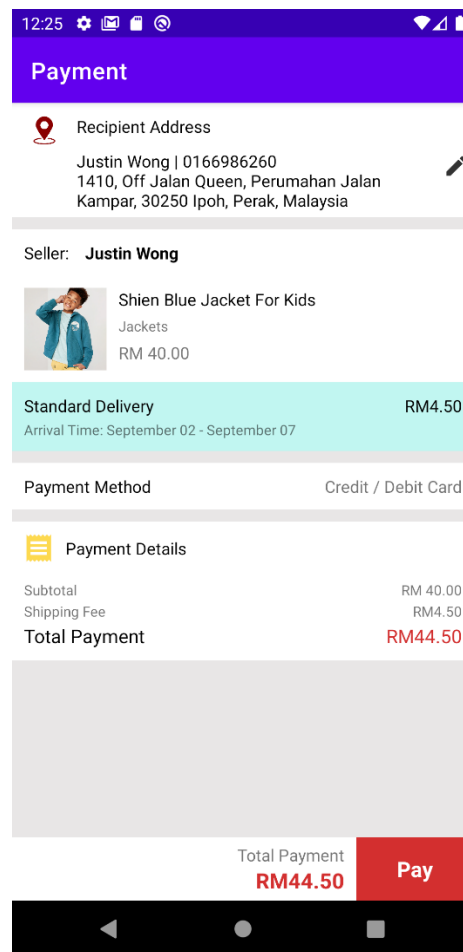 12:25
Payment
Recipient Address
Justin Wong | 0166986260
1410, Off Jalan Queen, Perumahan Jalan
Kampar, 30250 Ipoh, Perak, Malaysia
Seller: Justin Wong
Shien Blue Jacket For Kids
Jackets
RM 40.00
Standard Delivery RM4.50
Arrival Time: September 02 - September 07
Payment Method Credit / Debit Card
Payment Details
Subtotal RM 40.00
Shipping Fee RM4.50
Total Payment RM44.50
Total Payment
RM44.50
Pay